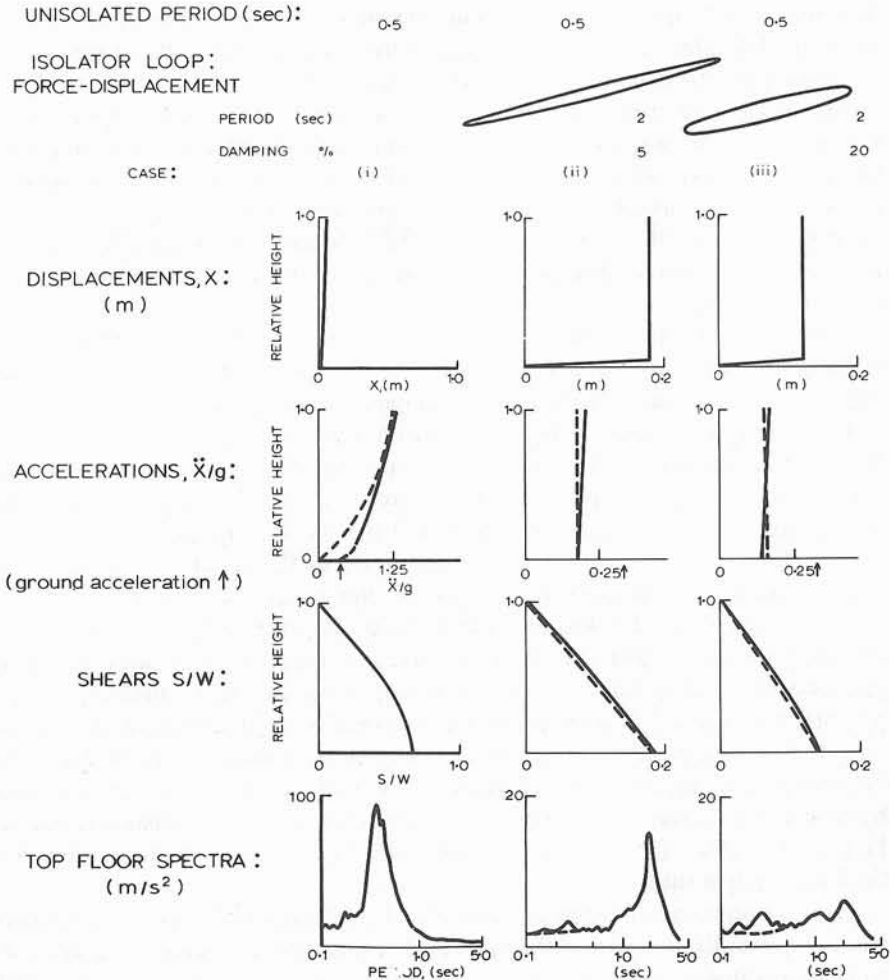 UNISOLATED PERIOD (sec): 0·5 0·5 0·5
ISOLATOR LOOP:
FORCE-DISPLACEMENT
PERIOD (sec) 2 2
DAMPING % 5 20
CASE: (i) (ii) (iii)
1·0 1·0 1·0
DISPLACEMENTS, X:
(m)
RELATIVE HEIGHT
0 X, (m) 1·0 0 (m) 0·2 0 (m) 0·2
1·0 1·0 1·0
ACCELERATIONS, Ẍ/g:
RELATIVE HEIGHT
0
0 1·25 0 0·25↑ 0 0·25↑
Ẍ/g
(ground acceleration ↑)
1·0 1·0 1·0
SHEARS S/W:
RELATIVE HEIGHT
0 S/W 1·0 0 0·2 0 0·2
100 20 20
TOP FLOOR SPECTRA:
(m/s²)
0·1 1·0 5·0 0·1 1·0 5·0 0·1 1·0 5·0
(sec) (sec) (sec)